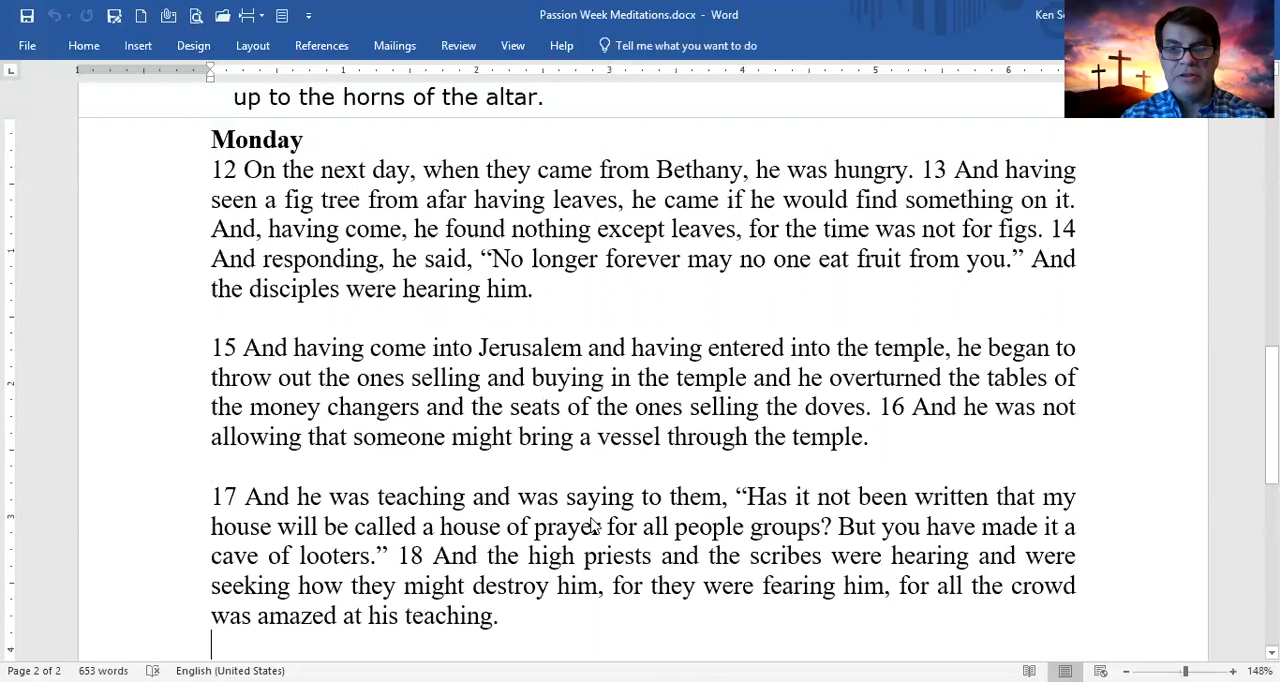 Passion Week Meditations.docx - Word
Ken S
File Home Insert Design Layout References Mailings Review View Help Tell me what you want to do
1 1 2 3 4 5 6
up to the horns of the altar.
Monday
12 On the next day, when they came from Bethany, he was hungry. 13 And having
seen a fig tree from afar having leaves, he came if he would find something on it.
And, having come, he found nothing except leaves, for the time was not for figs. 14
And responding, he said, “No longer forever may no one eat fruit from you.” And
the disciples were hearing him.
15 And having come into Jerusalem and having entered into the temple, he began to
throw out the ones selling and buying in the temple and he overturned the tables of
the money changers and the seats of the ones selling the doves. 16 And he was not
allowing that someone might bring a vessel through the temple.
17 And he was teaching and was saying to them, “Has it not been written that my
house will be called a house of prayer for all people groups? But you have made it a
cave of looters.” 18 And the high priests and the scribes were hearing and were
seeking how they might destroy him, for they were fearing him, for all the crowd
was amazed at his teaching.
Page 2 of 2 653 words English (United States) 148%